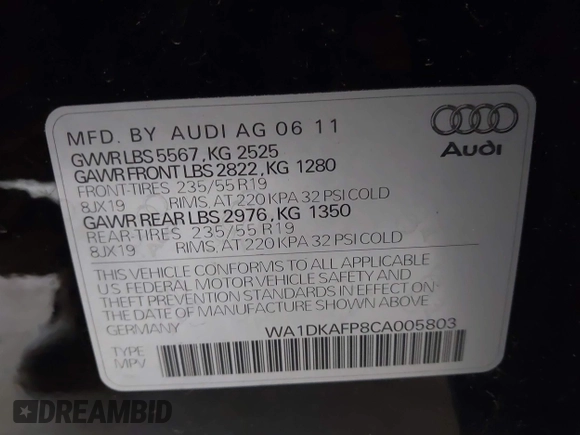 MFD. BY AUDI AG 06 11
GVWR LBS 5567, KG 2525
GAWR FRONT LBS 2822, KG 1280
FRONT-TIRES 235/55 R19
8JX19 RIMS, AT 220 KPA 32 PSI COLD
GAWR REAR LBS 2976, KG 1350
REAR-TIRES 235/55 R19
8JX19 RIMS, AT 220 KPA 32 PSI COLD
THIS VEHICLE CONFORMS TO ALL APPLICABLE
US FEDERAL MOTOR VEHICLE SAFETY AND
THEFT PREVENTION STANDARDS IN EFFECT ON THE
DATE OF MANUFACTURE SHOWN ABOVE.
GERMANY WA1DKAFP8CA005803
TYPE
MPV
Audi
DREAMBID